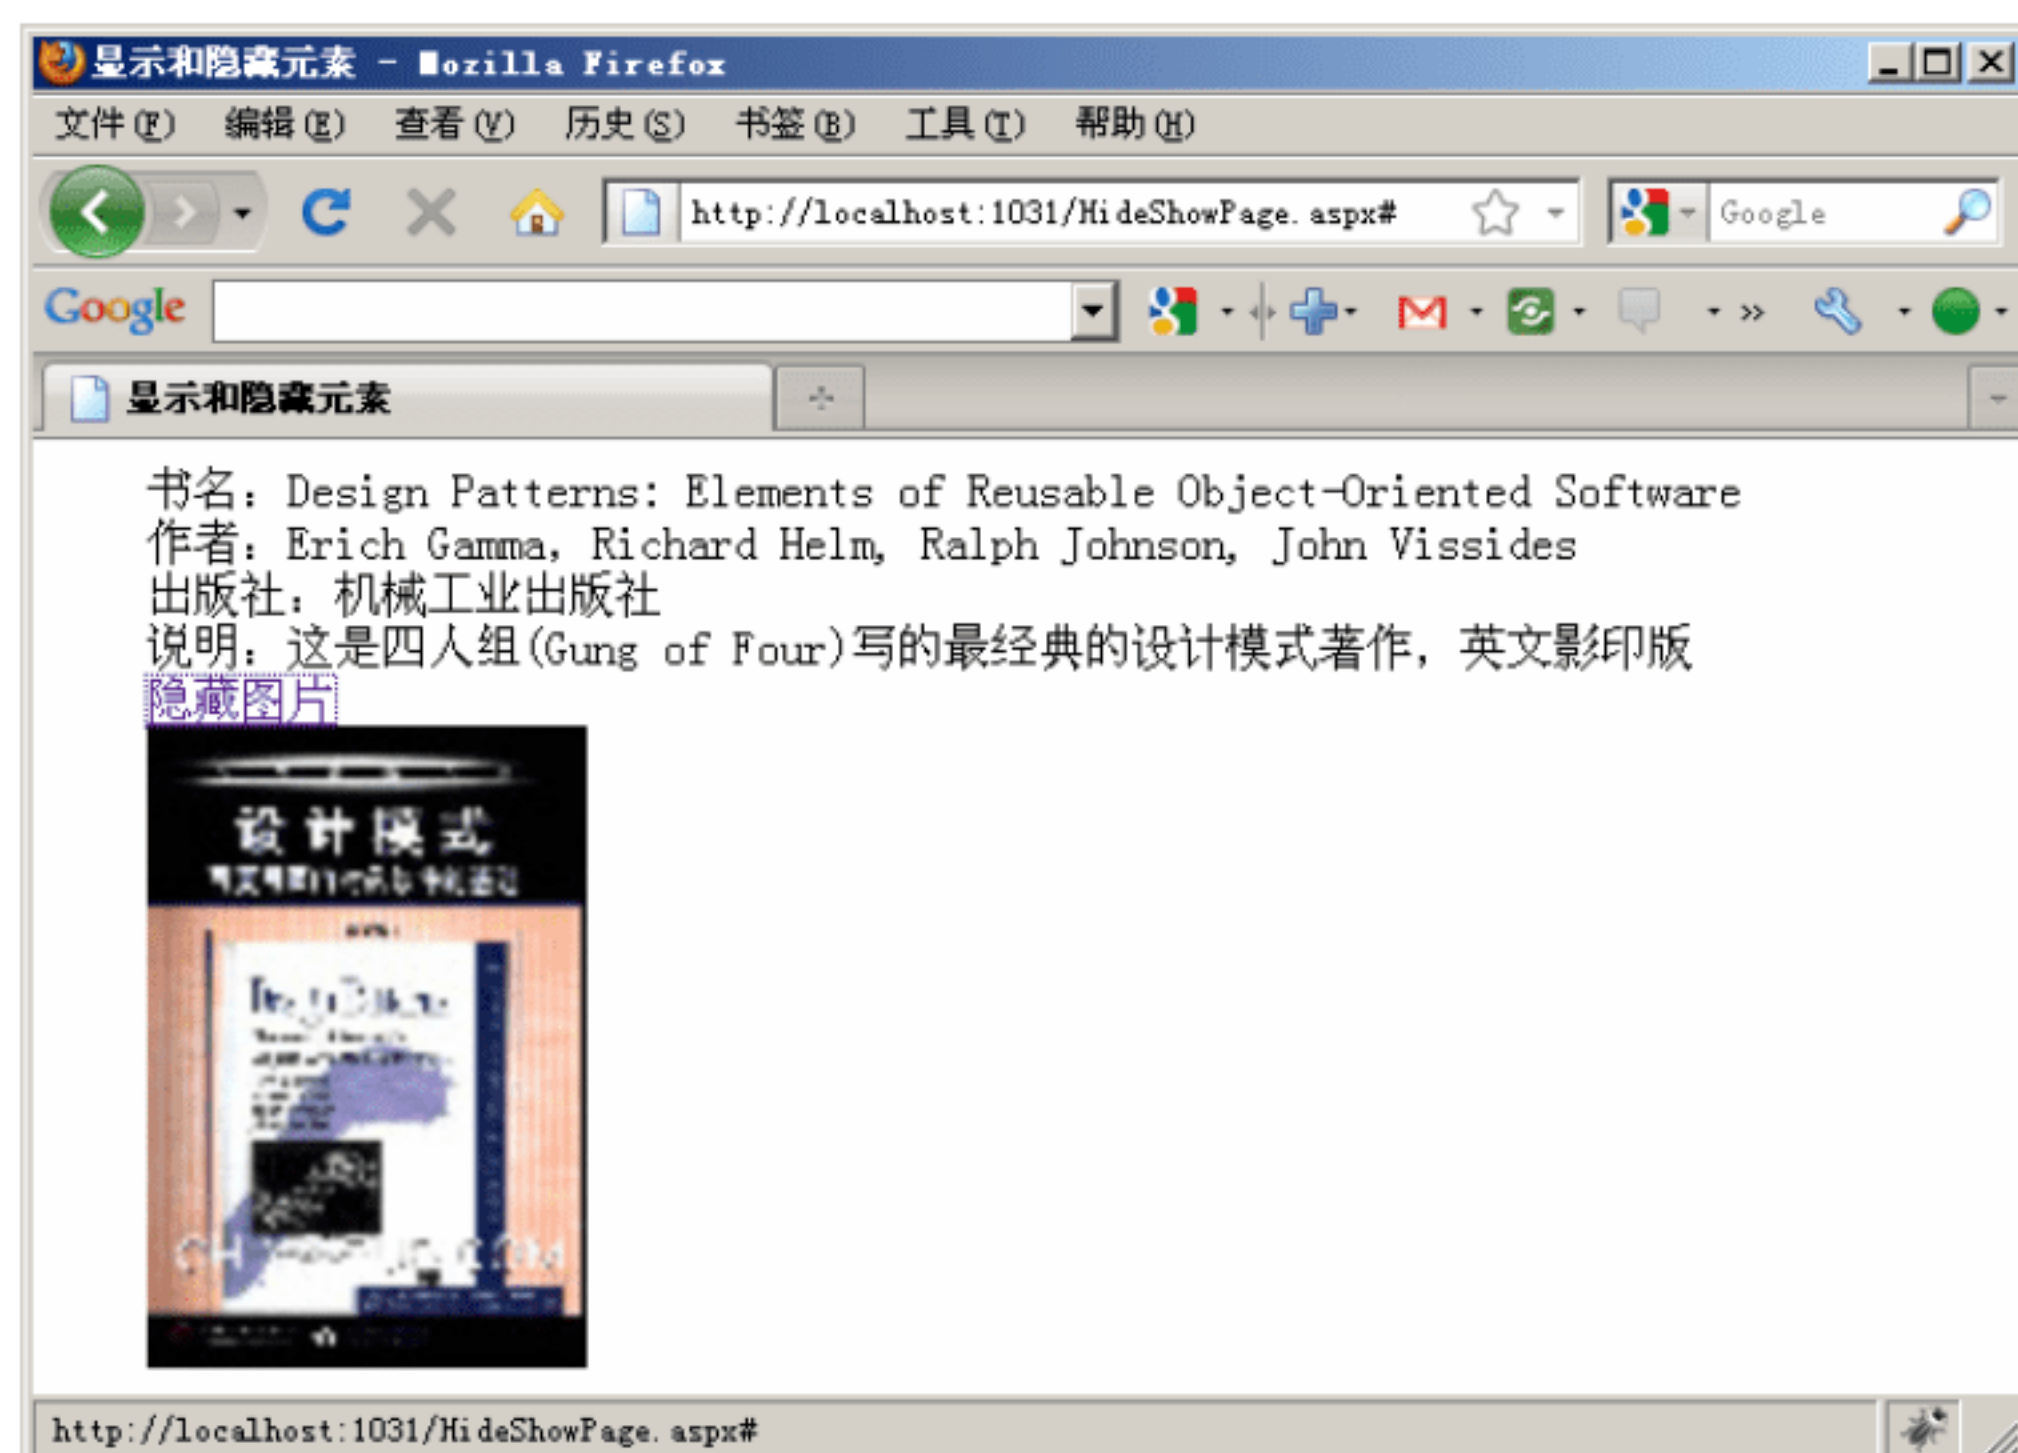 显示和隐藏元素 - Mozilla Firefox
文件(F) 编辑(E) 查看(V) 历史(S) 书签(B) 工具(T) 帮助(H)
http://localhost:1031/HideShowPage.aspx# Google
Google
显示和隐藏元素
书名：Design Patterns: Elements of Reusable Object-Oriented Software
作者：Erich Gamma, Richard Helm, Ralph Johnson, John Vissides
出版社：机械工业出版社
说明：这是四人组(Gung of Four)写的最经典的设计模式著作，英文影印版
隐藏图片
设计模式
http://localhost:1031/HideShowPage.aspx#